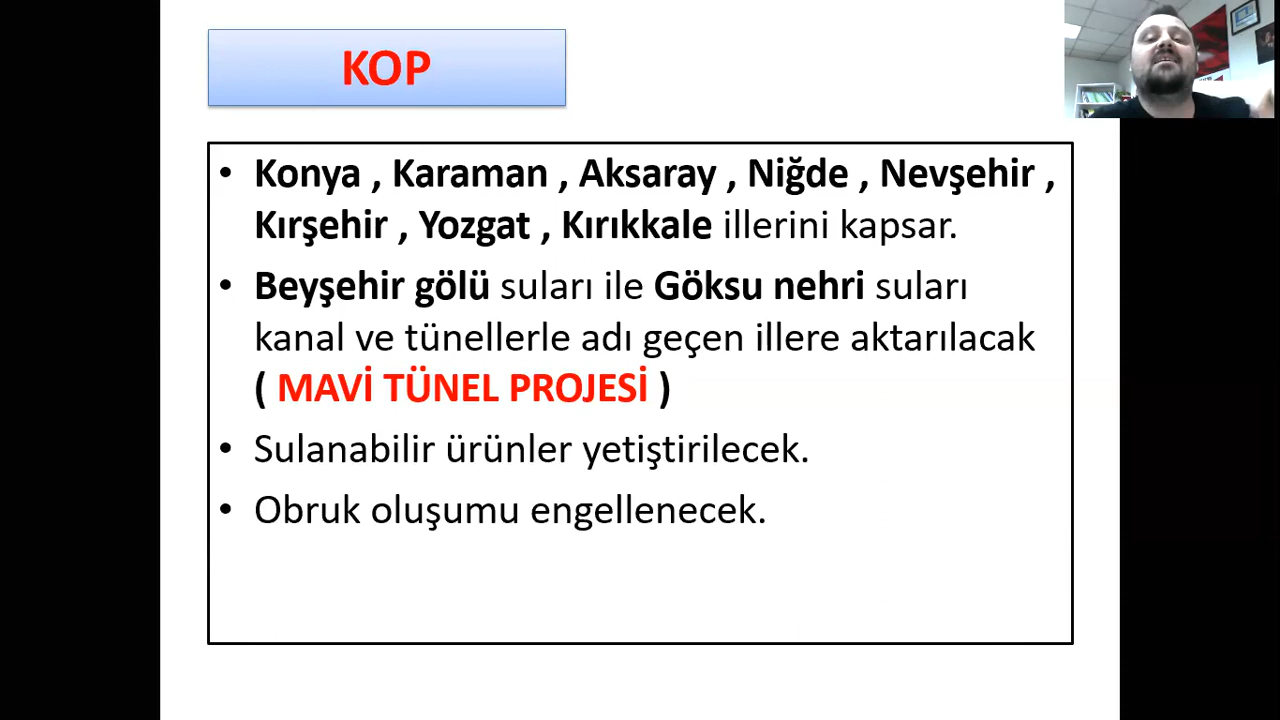 KOP
• Konya , Karaman , Aksaray , Niğde , Nevşehir ,
Kırşehir , Yozgat , Kırıkkale illerini kapsar.
• Beyşehir gölü suları ile Göksu nehri suları
kanal ve tünellerle adı geçen illere aktarılacak
( MAVİ TÜNEL PROJESİ )
• Sulanabilir ürünler yetiştirilecek.
• Obruk oluşumu engellenecek.